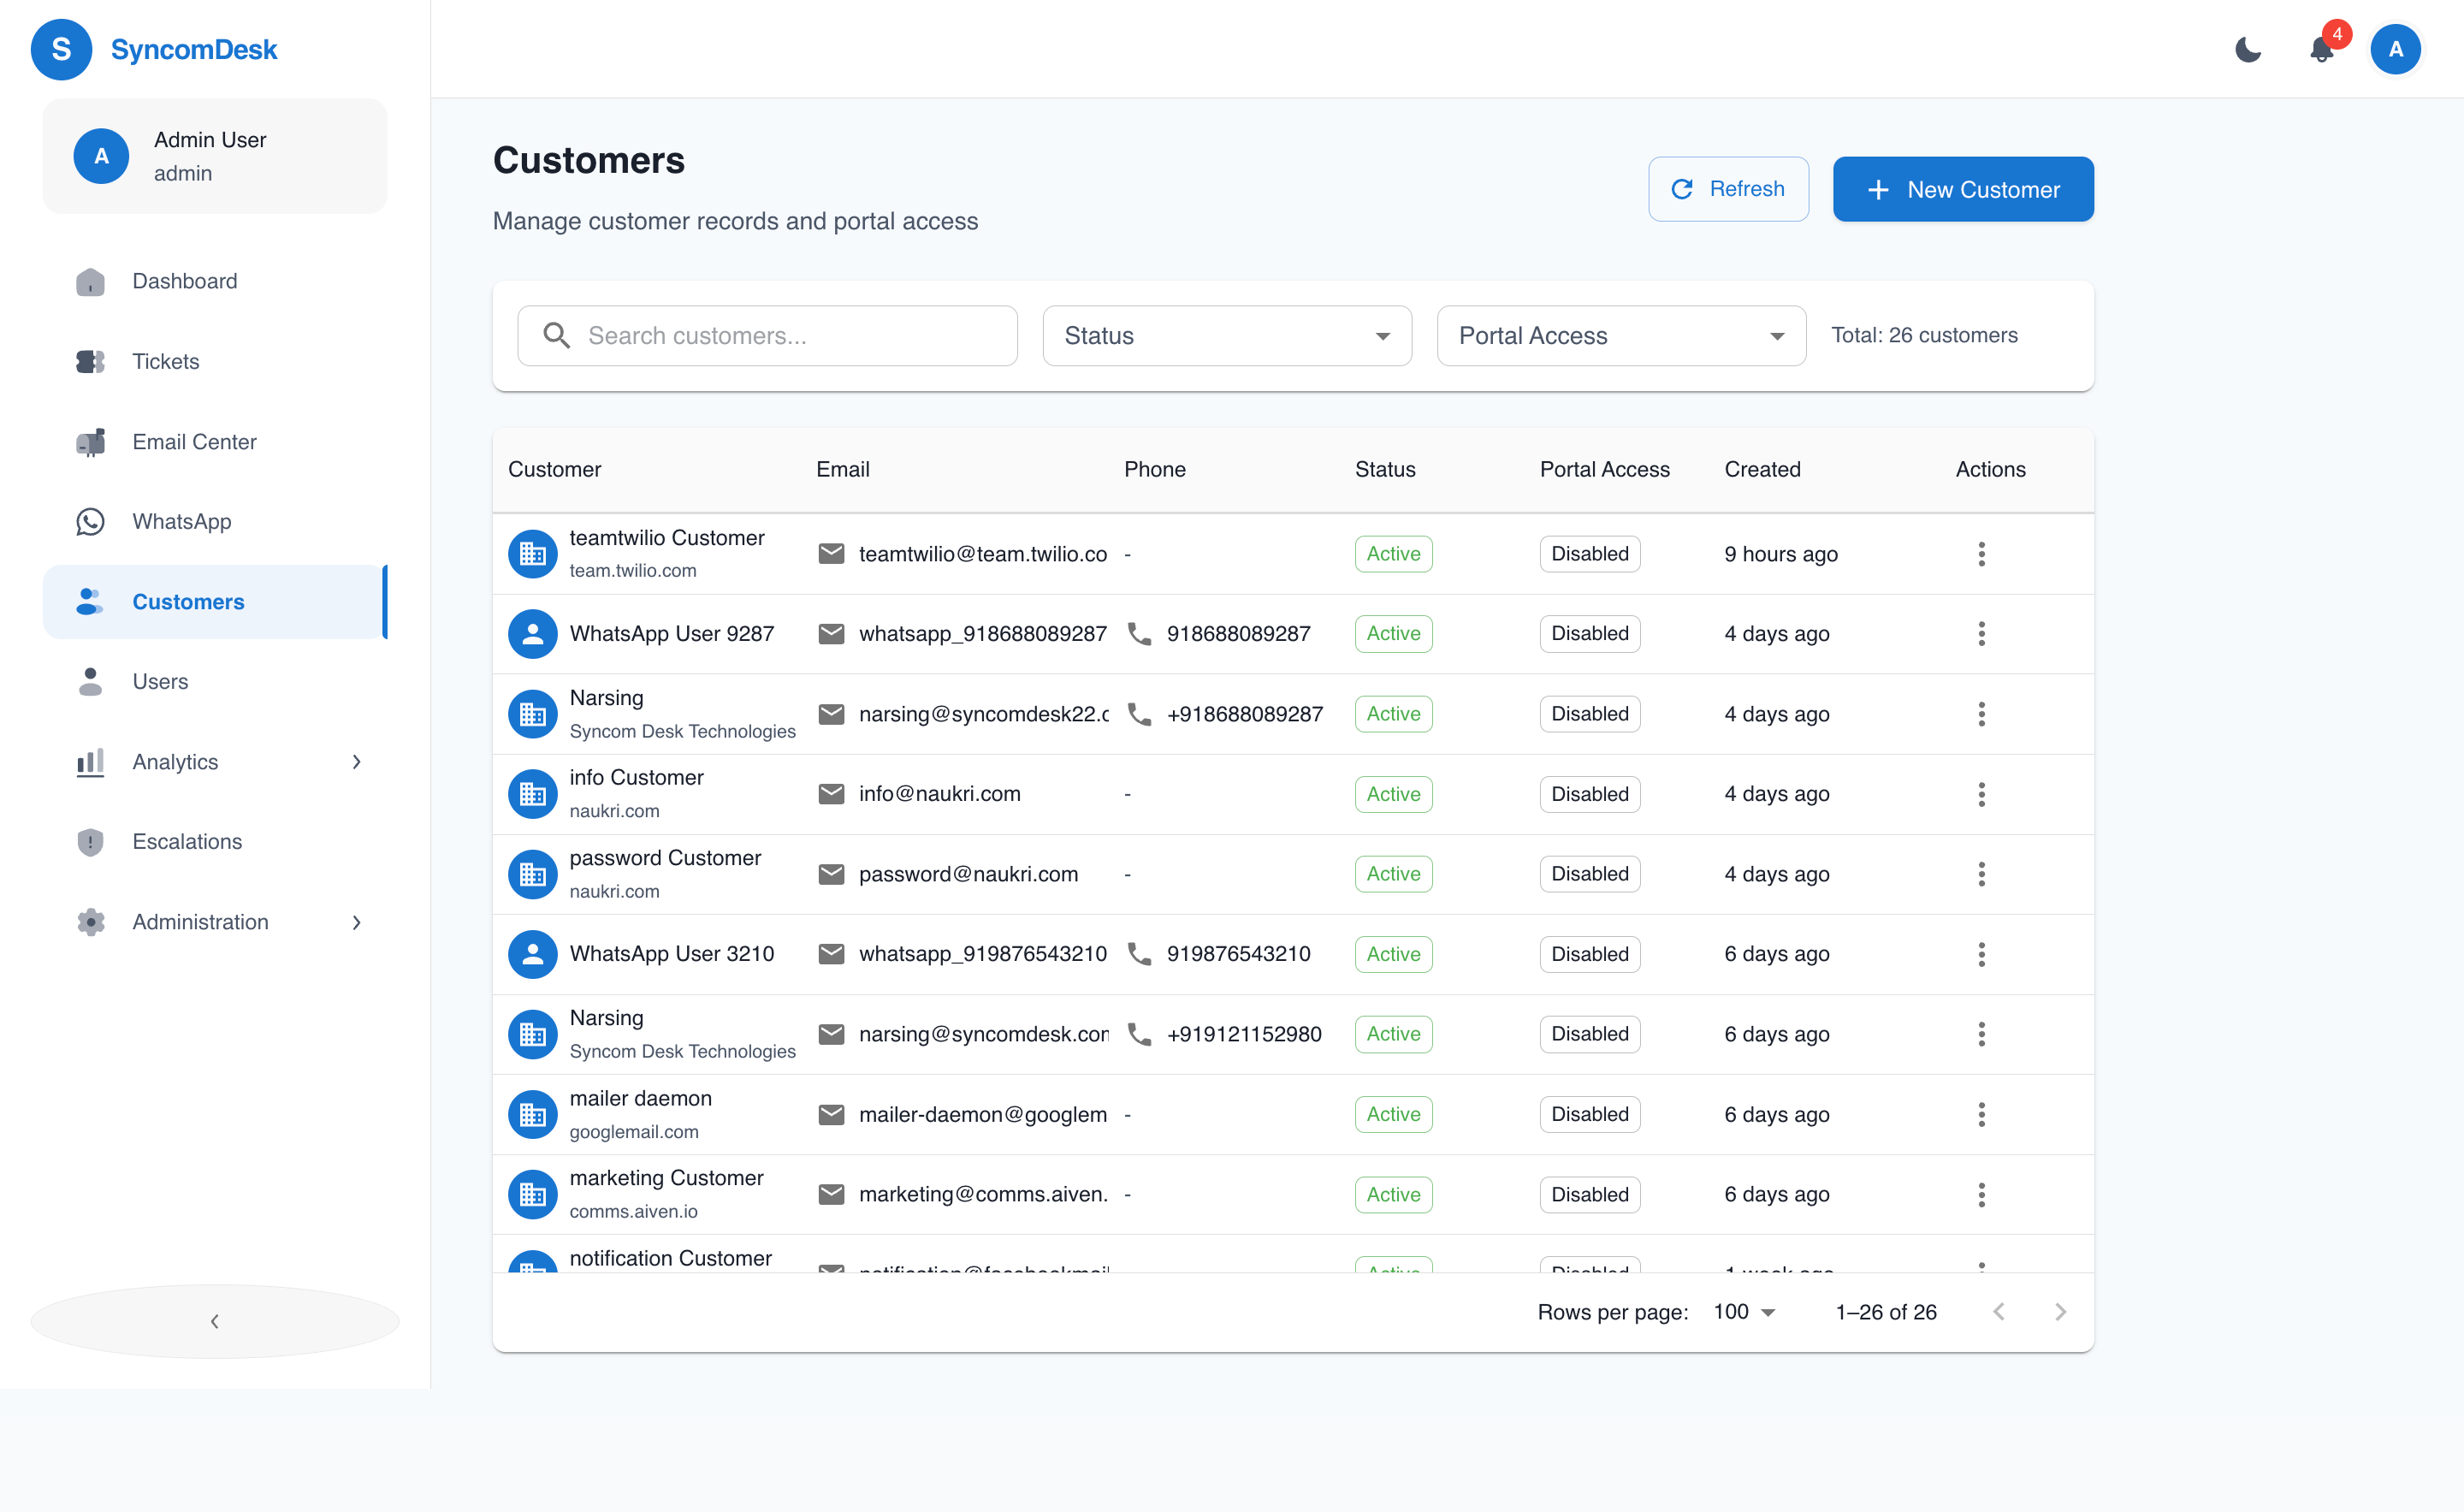 S SyncomDesk
4
A
A
Admin User
admin
Dashboard
Tickets
Email Center
WhatsApp
Customers
Users
Analytics
Escalations
Administration
Customers
Manage customer records and portal access
Refresh
New Customer
Search customers...
Status
Portal Access
Total: 26 customers
Customer Email Phone Status Portal Access Created Actions
teamtwilio Customer
team.twilio.com
teamtwilio@team.twilio.co - Active Disabled 9 hours ago
WhatsApp User 9287 whatsapp_918688089287 918688089287 Active Disabled 4 days ago
Narsing
Syncom Desk Technologies
narsing@syncomdesk22.c +918688089287 Active Disabled 4 days ago
info Customer
naukri.com
info@naukri.com - Active Disabled 4 days ago
password Customer
naukri.com
password@naukri.com - Active Disabled 4 days ago
WhatsApp User 3210 whatsapp_919876543210 919876543210 Active Disabled 6 days ago
Narsing
Syncom Desk Technologies
narsing@syncomdesk.con +919121152980 Active Disabled 6 days ago
mailer daemon
googlemail.com
mailer-daemon@googlem - Active Disabled 6 days ago
marketing Customer
comms.aiven.io
marketing@comms.aiven. - Active Disabled 6 days ago
notification Customer
Active Disabled 1 week ago
Rows per page: 100 1–26 of 26